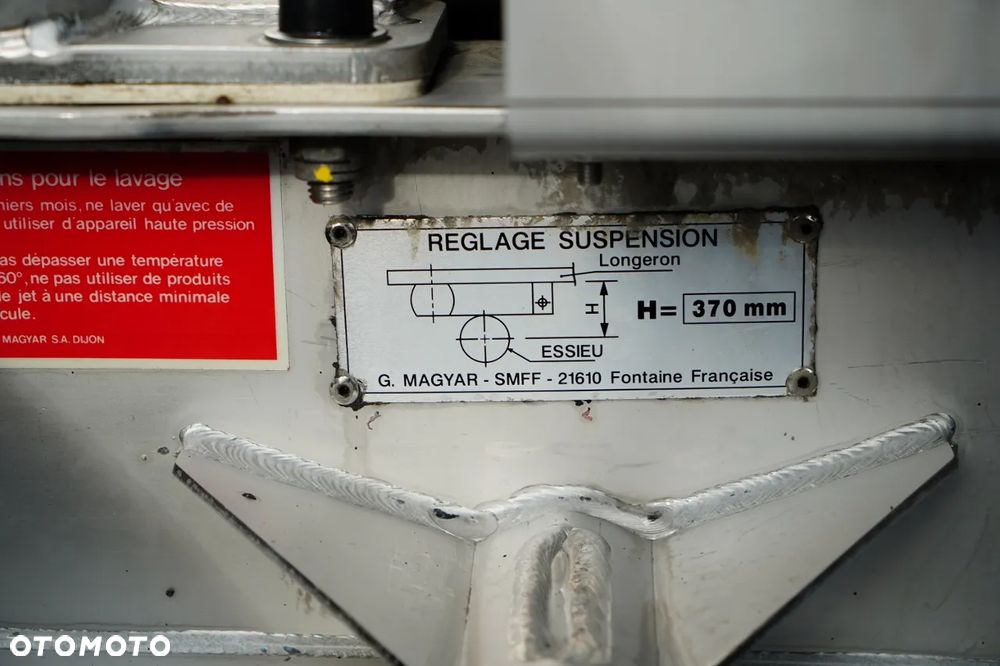 ns pour le lavage
niers mois, ne laver qu'avec de
utiliser d'appareil haute pression
as dépasser une température
60°, ne pas utiliser de produits
e jet à une distance minimale
cule.
MAGYAR S.A. DIJON
REGLAGE SUSPENSION
Longeron
H
H= 370 mm
ESSIEU
G. MAGYAR - SMFF - 21610 Fontaine Française
OTOMOTO